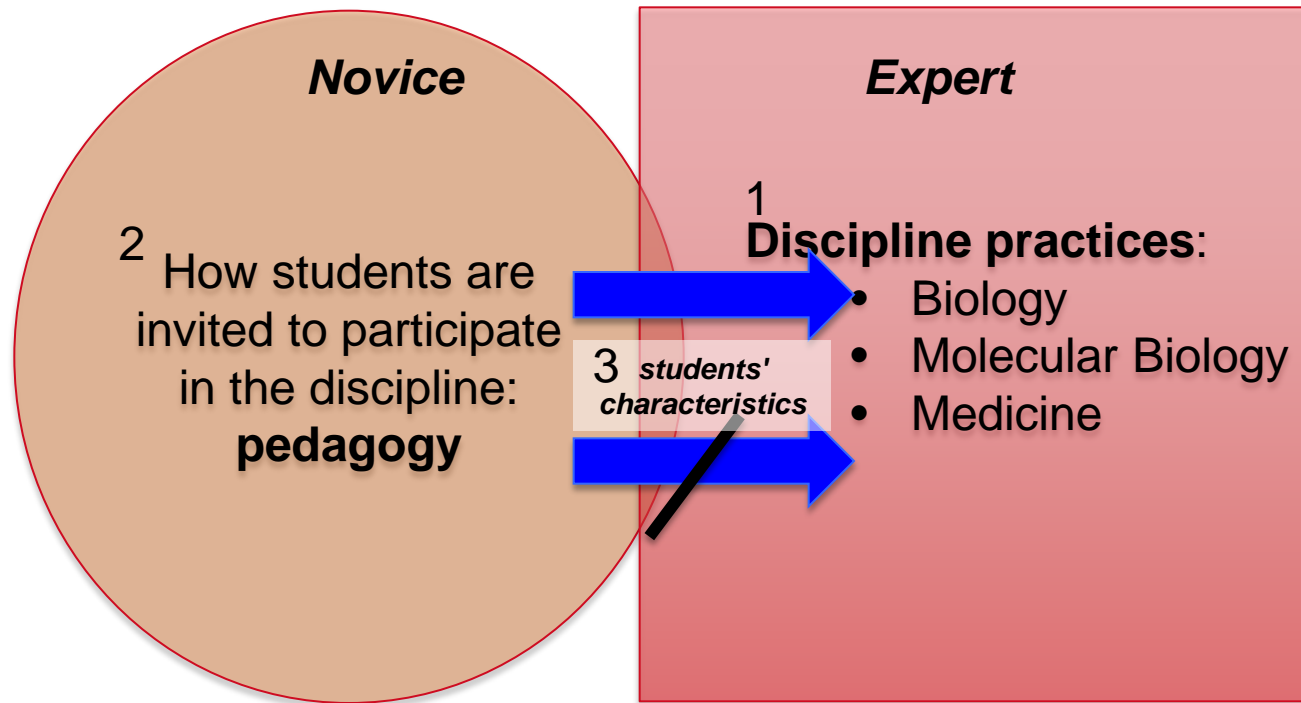 Novice
2
How students are
invited to participate
in the discipline:
pedagogy
3 students'
characteristics
Expert
1
Discipline practices:
• Biology
• Molecular Biology
• Medicine